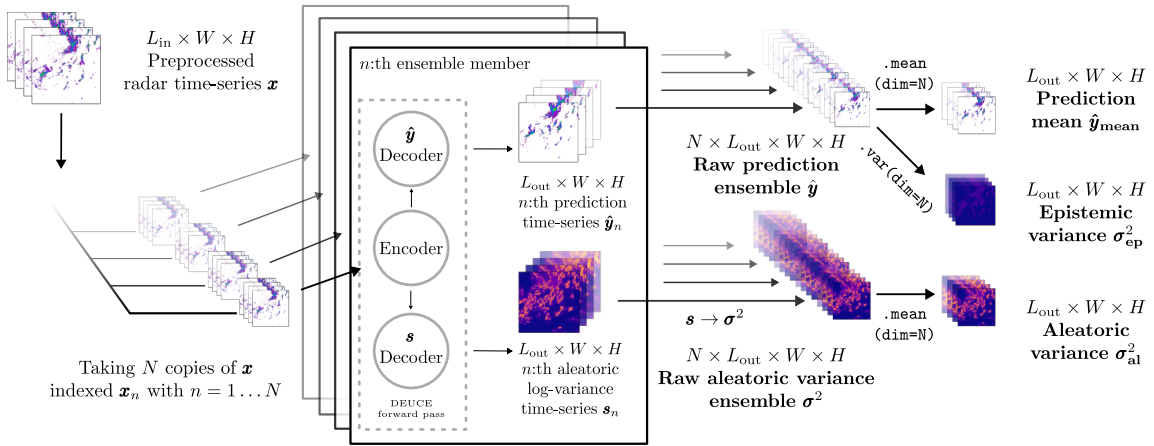 L_in × W × H
Preprocessed
radar time-series x
Taking N copies of x
indexed x_n with n = 1 … N
n:th ensemble member
ŷ
Decoder
Encoder
s
Decoder
DEUCE
forward pass
L_out × W × H
n:th prediction
time-series ŷ_n
L_out × W × H
n:th aleatoric
log-variance
time-series s_n
N × L_out × W × H
Raw prediction
ensemble ŷ
s → σ²
N × L_out × W × H
Raw aleatoric variance
ensemble σ²
.mean
(dim=N)
.var(dim=N)
.mean
(dim=N)
L_out × W × H
Prediction
mean ŷ_mean
L_out × W × H
Epistemic
variance σ²_ep
L_out × W × H
Aleatoric
variance σ²_al